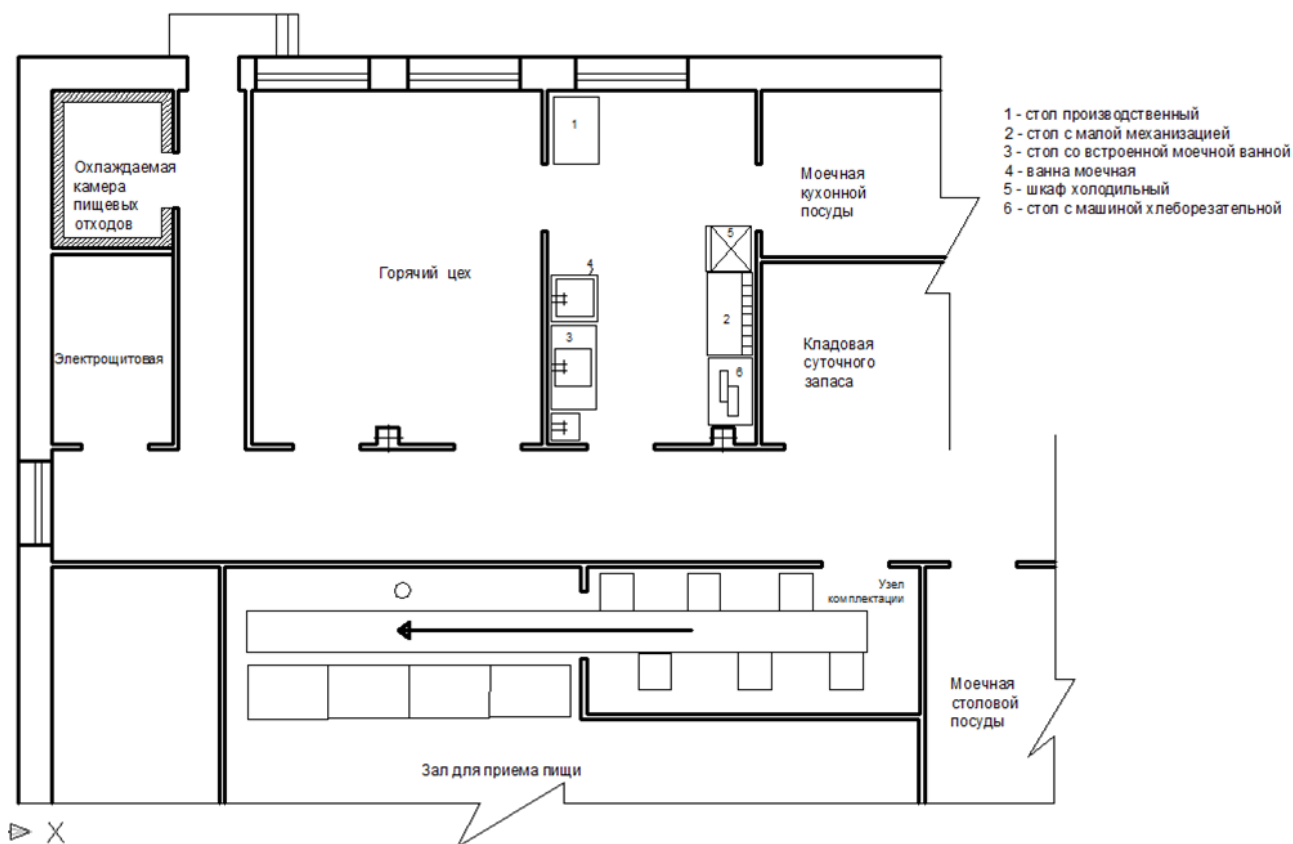 1 - стол производственный
2 - стол с малой механизацией
3 - стол со встроенной моечной ванной
4 - ванна моечная
5 - шкаф холодильный
6 - стол с машиной хлеборезательной
1
Охлаждаемая
камера
пищевых
отходов
Моечная
кухонной
посуды
5
Горячий цех
4
2
3
Электрощитовая
Кладовая
суточного
запаса
6
Узел
комплектации
Моечная
столовой
посуды
Зал для приема пищи
X